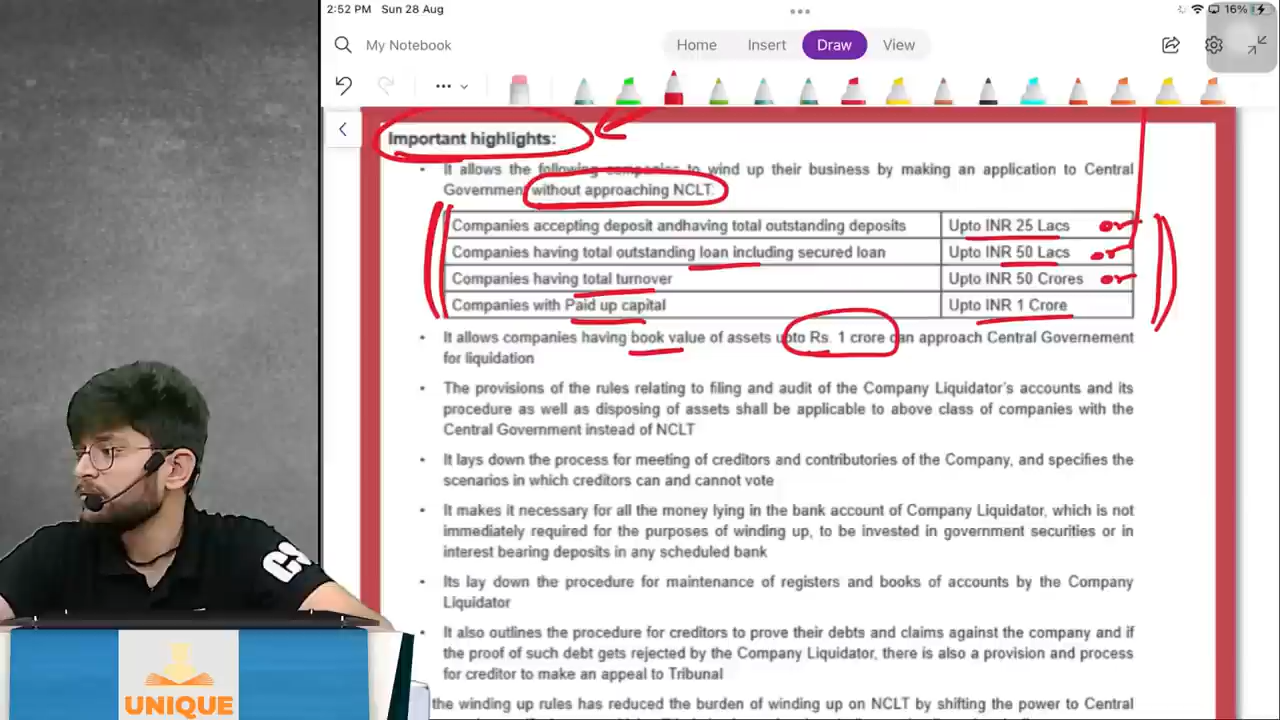 2:52 PM Sun 28 Aug
16%
My Notebook
Home
Insert
Draw
View
Important highlights:
It allows the following companies to wind up their business by making an application to Central
Government without approaching NCLT.
Companies accepting deposit andhaving total outstanding deposits Upto INR 25 Lacs or
Companies having total outstanding loan including secured loan Upto INR 50 Lacs or
Companies having total turnover Upto INR 50 Crores or
Companies with Paid up capital Upto INR 1 Crore
It allows companies having book value of assets upto Rs. 1 crore can approach Central Governement
for liquidation
The provisions of the rules relating to filing and audit of the Company Liquidator's accounts and its
procedure as well as disposing of assets shall be applicable to above class of companies with the
Central Government instead of NCLT
It lays down the process for meeting of creditors and contributories of the Company, and specifies the
scenarios in which creditors can and cannot vote
It makes it necessary for all the money lying in the bank account of Company Liquidator, which is not
immediately required for the purposes of winding up, to be invested in government securities or in
interest bearing deposits in any scheduled bank
Its lay down the procedure for maintenance of registers and books of accounts by the Company
Liquidator
It also outlines the procedure for creditors to prove their debts and claims against the company and if
the proof of such debt gets rejected by the Company Liquidator, there is also a provision and process
for creditor to make an appeal to Tribunal
the winding up rules has reduced the burden of winding up on NCLT by shifting the power to Central
CS
UNIQUE